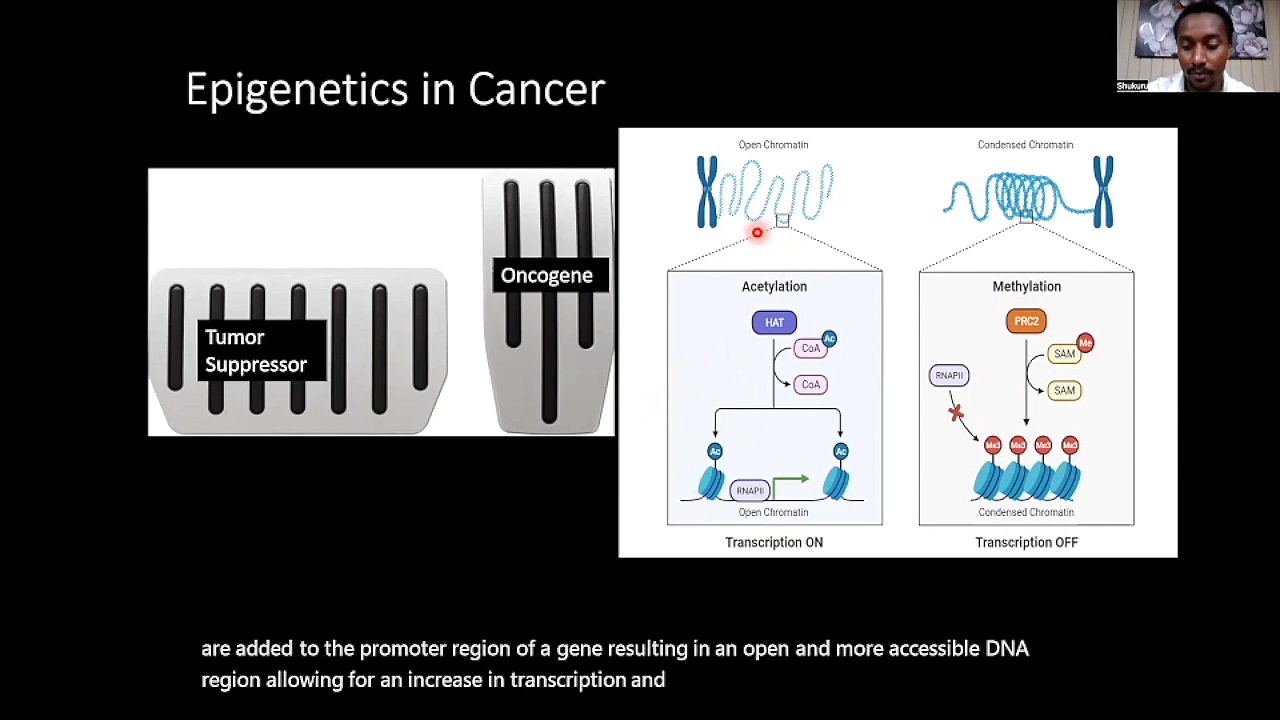 Shukuru
Epigenetics in Cancer
Tumor
Suppressor
Oncogene
Open Chromatin
Condensed Chromatin
Acetylation
HAT
CoA
Ac
CoA
Ac
Ac
RNAPII
Open Chromatin
Transcription ON
Methylation
PRC2
SAM
Me
SAM
RNAPII
Me3
Me3
Me3
Me3
Condensed Chromatin
Transcription OFF
are added to the promoter region of a gene resulting in an open and more accessible DNA
region allowing for an increase in transcription and